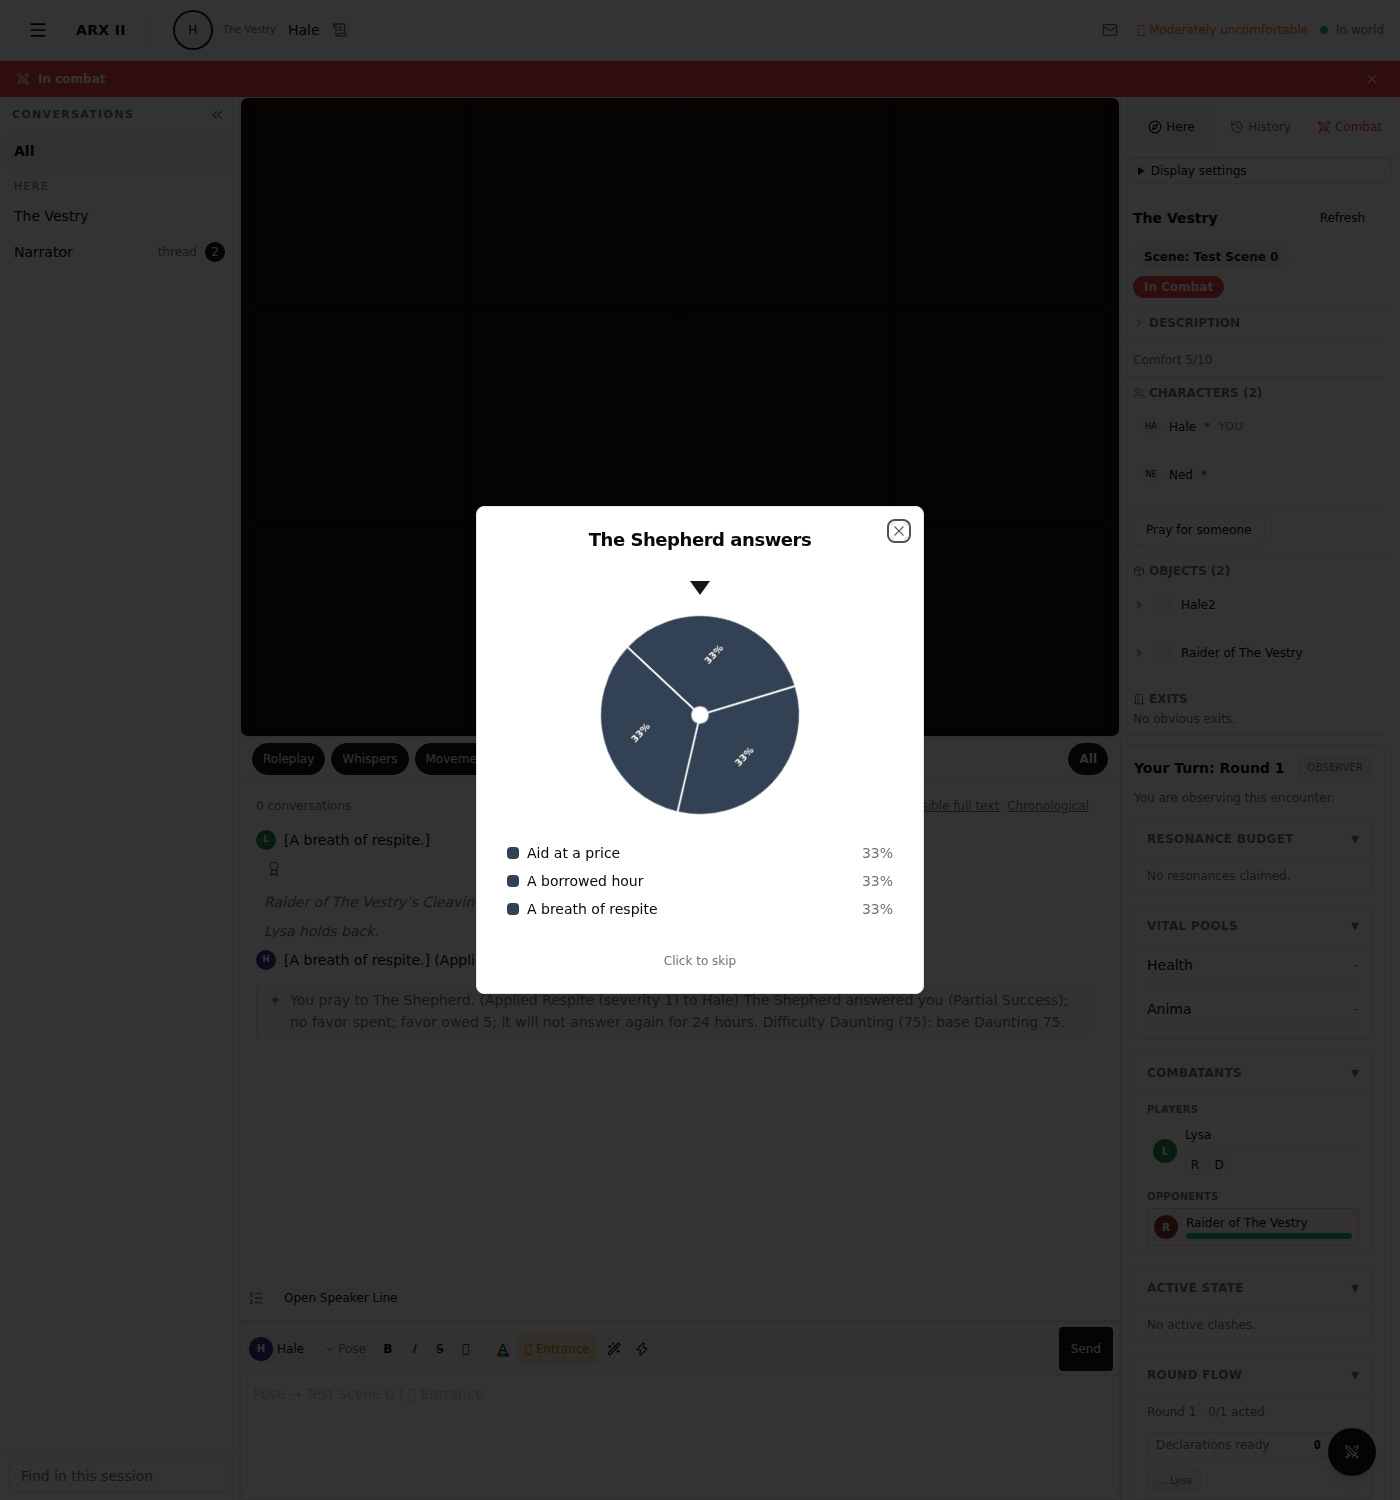 ARX II
H
The Vestry
Hale
Moderately uncomfortable
In world
In combat
CONVERSATIONS
All
HERE
The Vestry
Narrator
thread
2
Here
History
Combat
Display settings
The Vestry
Refresh
Scene: Test Scene 0
In Combat
DESCRIPTION
Comfort 5/10
CHARACTERS (2)
HA
Hale * YOU
NE
Ned *
Pray for someone
OBJECTS (2)
Hale2
Raider of The Vestry
EXITS
No obvious exits.
The Shepherd answers
33%
33%
33%
Aid at a price 33%
A borrowed hour 33%
A breath of respite 33%
Click to skip
Roleplay
Whispers
Moveme
All
0 conversations
sible full text
Chronological
L
[A breath of respite.]
Raider of The Vestry's Cleavin
Lysa holds back.
H
[A breath of respite.] (Appli
You pray to The Shepherd. (Applied Respite (severity 1) to Hale) The Shepherd answered you (Partial Success);
no favor spent; favor owed 5; it will not answer again for 24 hours. Difficulty Daunting (75): base Daunting 75.
Open Speaker Line
H
Hale
Pose
B
I
S
A
Entrance
Send
Pose → Test Scene 0 | Entrance
Find in this session
Your Turn: Round 1
OBSERVER
You are observing this encounter.
RESONANCE BUDGET
No resonances claimed.
VITAL POOLS
Health -
Anima -
COMBATANTS
PLAYERS
Lysa
L
R D
OPPONENTS
R
Raider of The Vestry
ACTIVE STATE
No active clashes.
ROUND FLOW
Round 1 · 0/1 acted
Declarations ready 0
... Lysa